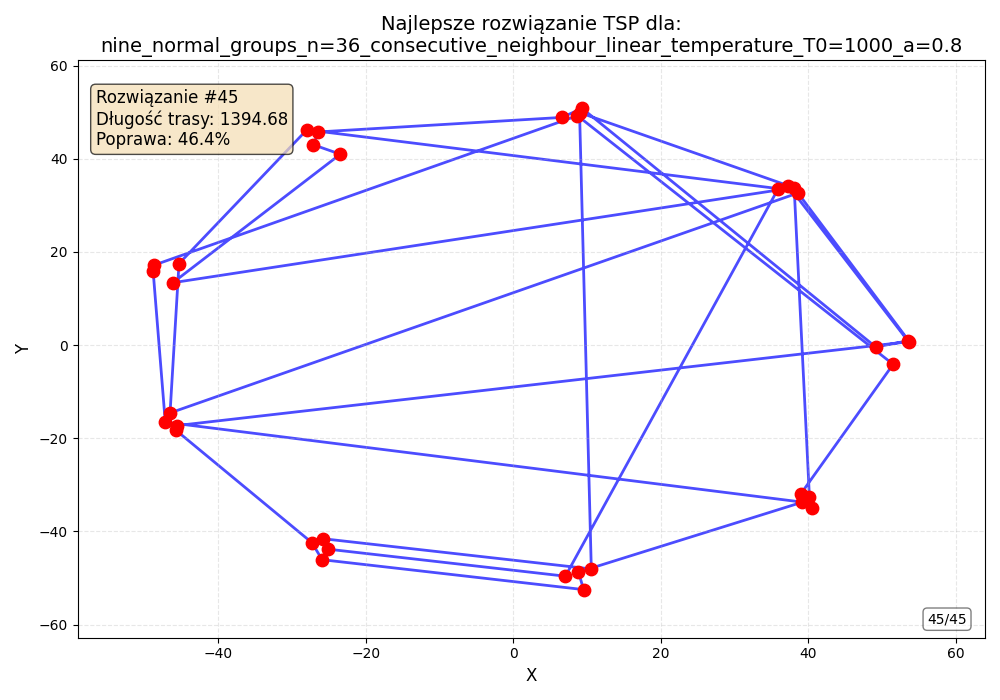 Najlepsze rozwiązanie TSP dla:
nine_normal_groups_n=36_consecutive_neighbour_linear_temperature_T0=1000_a=0.8
Rozwiązanie #45
Długość trasy: 1394.68
Poprawa: 46.4%
60
40
20
0
−20
−40
−60
Y
45/45
−40
−20
0
20
40
60
X